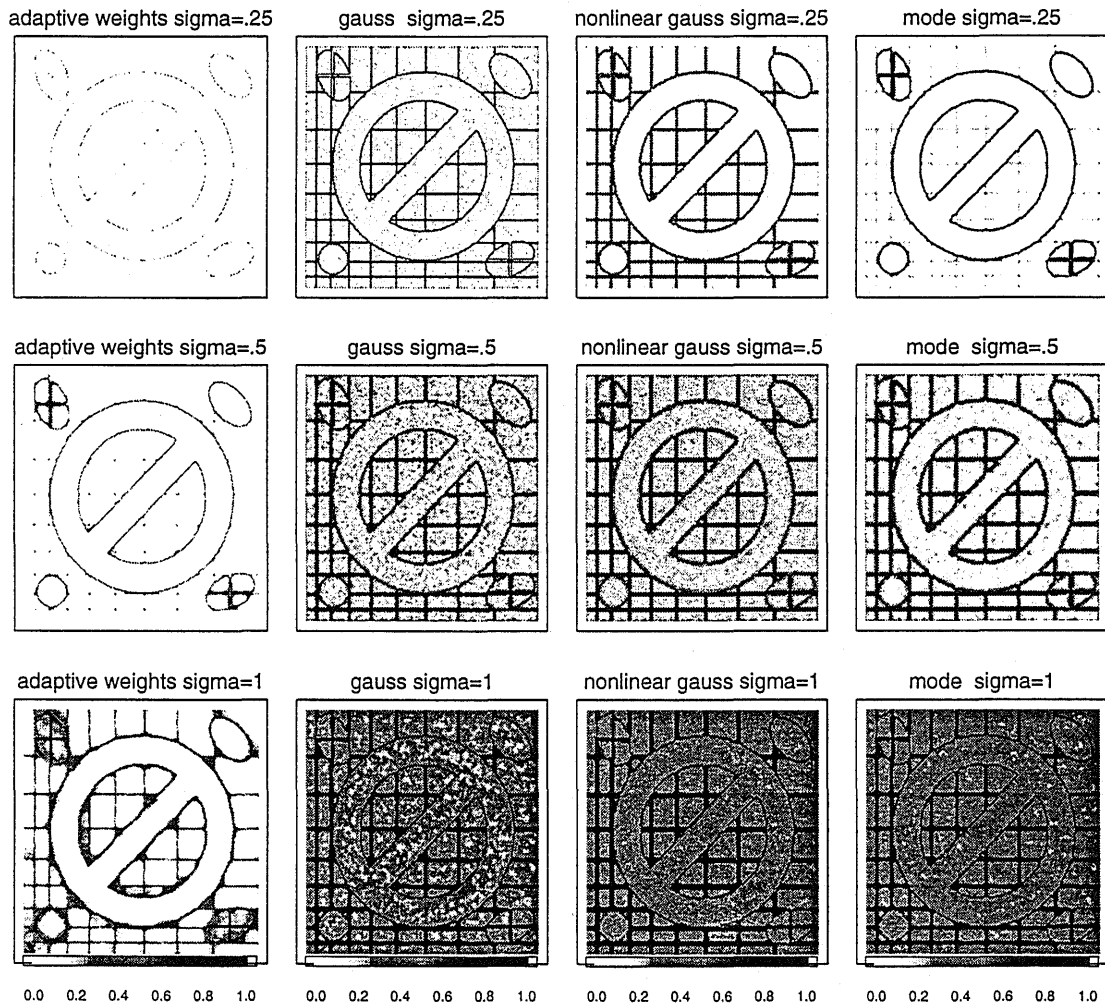 adaptive weights sigma=.25 gauss sigma=.25 nonlinear gauss sigma=.25 mode sigma=.25
adaptive weights sigma=.5 gauss sigma=.5 nonlinear gauss sigma=.5 mode sigma=.5
adaptive weights sigma=1 gauss sigma=1 nonlinear gauss sigma=1 mode sigma=1
0.0 0.2 0.4 0.6 0.8 1.0 0.0 0.2 0.4 0.6 0.8 1.0 0.0 0.2 0.4 0.6 0.8 1.0 0.0 0.2 0.4 0.6 0.8 1.0